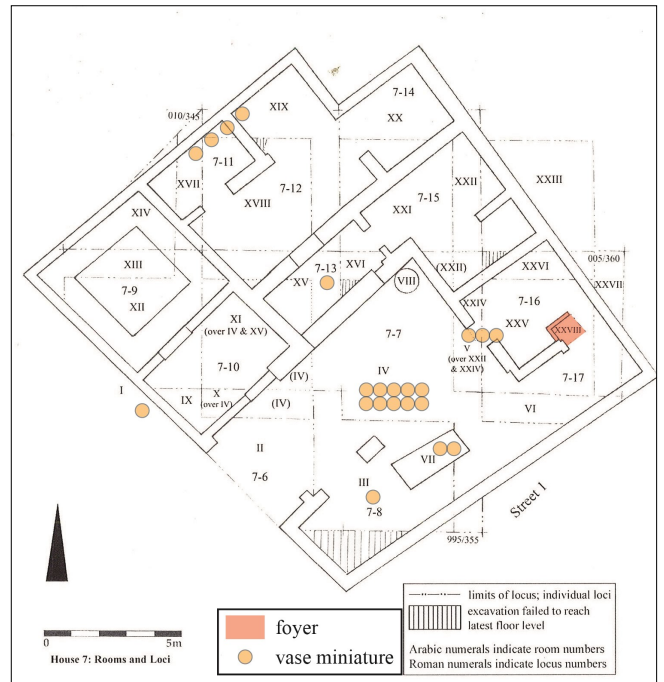 XIX
7-14
XX
010/345
7-11
XVII
7-12
XVIII
7-15
XXII
XXI
XXIII
XIV
XIII
7-9
XII
7-13
XVI
XV
VIII
(XXII)
XXVI
005/360
XXVII
XXIV
7-16
XXV
XXVIII
XI
(over IV & XV)
7-7
V
(over XXII
& XXIV)
7-10
(IV)
IV
7-17
I
IX
X
(over IV)
(IV)
VI
II
7-6
VII
III
7-8
Street 1
995/355
limits of locus; individual loci
excavation failed to reach
latest floor level
Arabic numerals indicate room numbers
Roman numerals indicate locus numbers
foyer
vase miniature
0 5m
House 7: Rooms and Loci